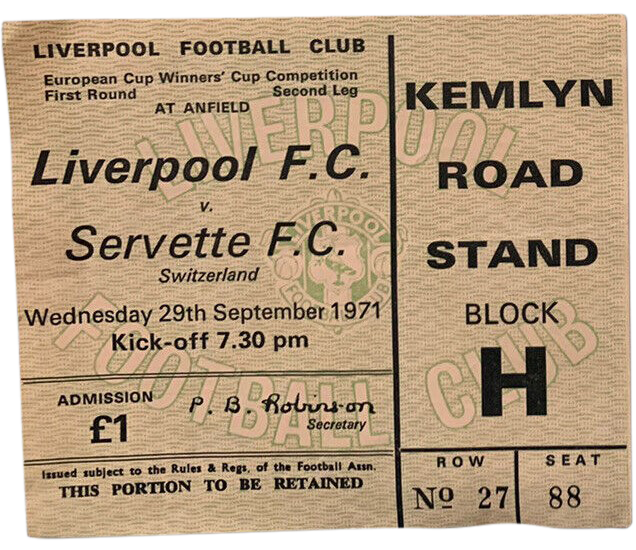 LIVERPOOL FOOTBALL CLUB
European Cup Winners' Cup Competition
First Round Second Leg
AT ANFIELD
Liverpool F.C.
v.
Servette F.C.
Switzerland
Wednesday 29th September 1971
Kick-off 7.30 pm
ADMISSION
£1
P. B. Robinson
Secretary
Issued subject to the Rules & Regs. of the Football Assn.
THIS PORTION TO BE RETAINED
KEMLYN
ROAD
STAND
BLOCK
H
ROW SEAT
Nº 27 88
LIVERPOOL
FOOTBALL CLUB
LIVERPOOL